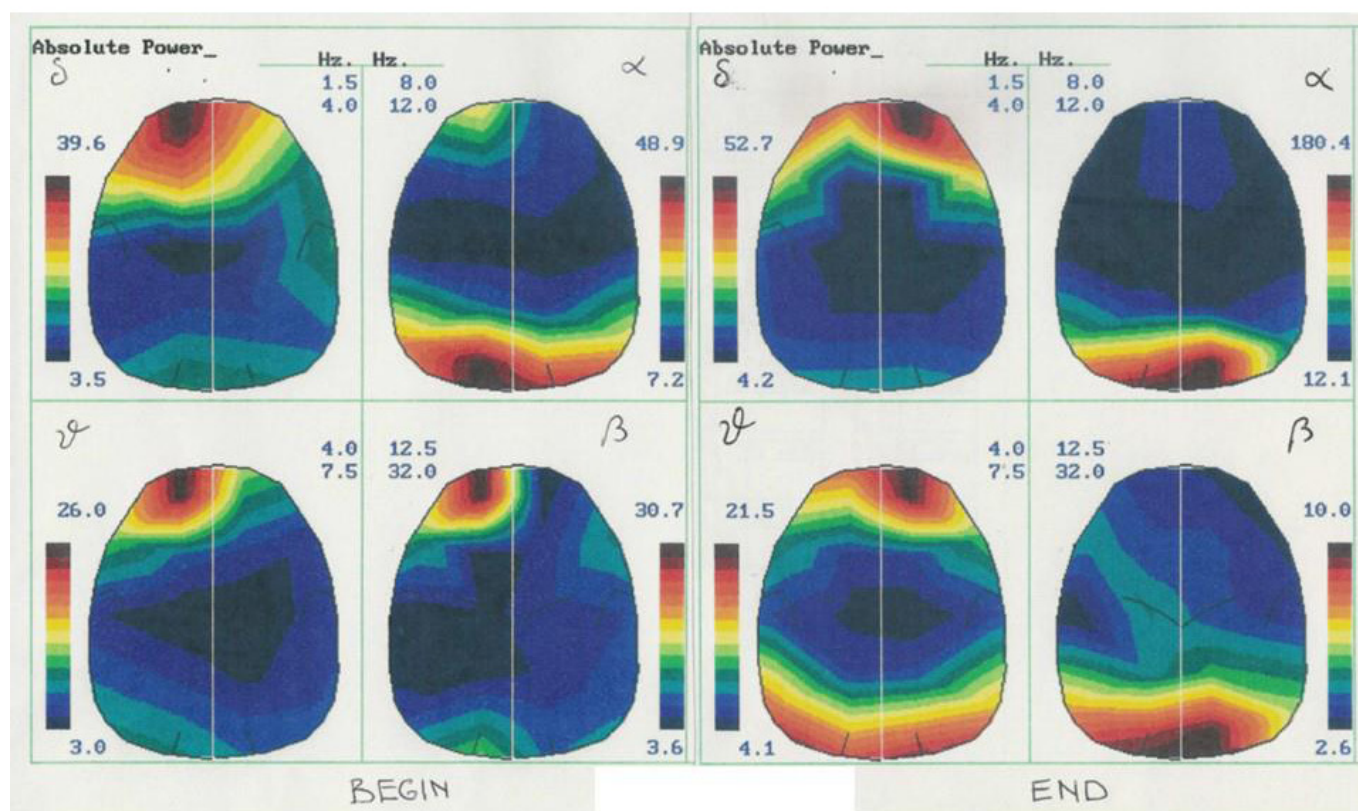 Absolute Power_
δ
Hz. Hz.
α
1.5 8.0
4.0 12.0
39.6
48.9
3.5
7.2
ϑ
4.0 12.5
7.5 32.0
β
26.0
30.7
3.0
3.6
BEGIN
Absolute Power_
δ
Hz. Hz.
α
1.5 8.0
4.0 12.0
52.7
180.4
4.2
12.1
ϑ
4.0 12.5
7.5 32.0
β
21.5
10.0
4.1
2.6
END